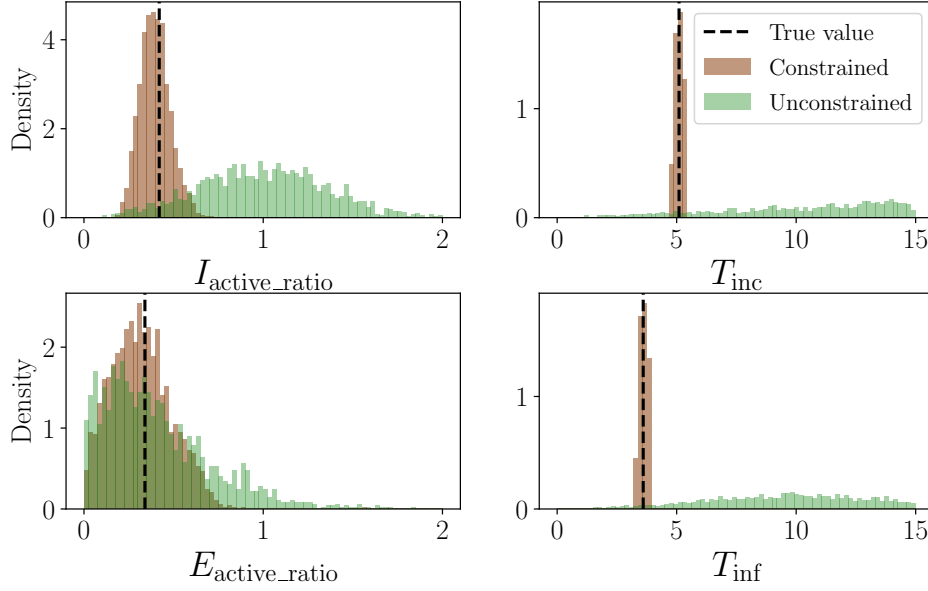 Density
4
2
0
0
1
2
I_active_ratio
1
0
0
5
10
15
T_inc
True value
Constrained
Unconstrained
Density
2
1
0
0
1
2
E_active_ratio
1
0
0
5
10
15
T_inf